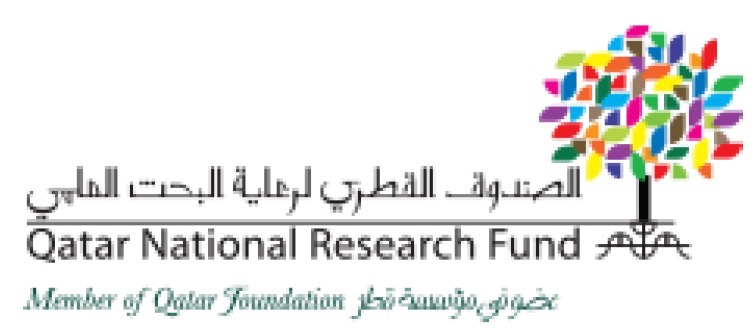 الصندوق القطري لرعاية البحث العلمي
Qatar National Research Fund
Member of Qatar Foundation عضو في مؤسسة قطر